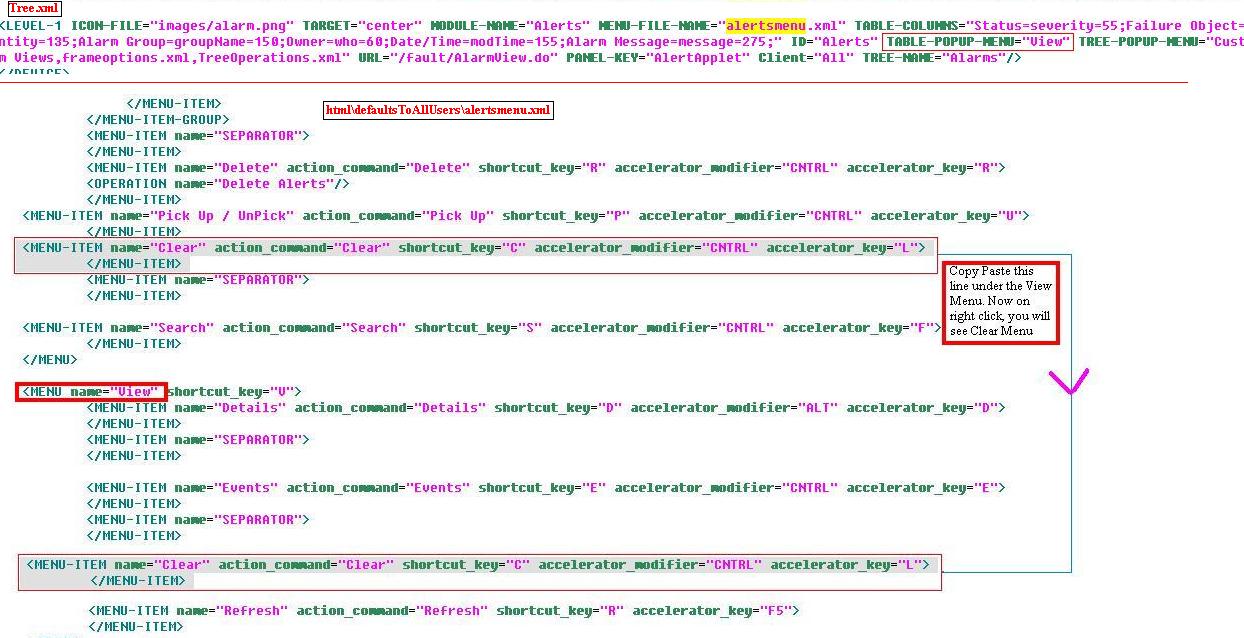 Tree.xml
<LEVEL-1 ICON-FILE="images/alarm.png" TARGET="center" MODULE-NAME="Alerts" MENU-FILE-NAME="alertsmenu.xml" TABLE-COLUMNS="Status=severity=55;Failure Object=
ntity=135;Alarm Group=groupName=150;Owner=who=60;Date/Time=modTime=155;Alarm Message=message=275;" ID="Alerts" TABLE-POPUP-MENU="View" TREE-POPUP-MENU="Cust
m Views,frameoptions.xml,TreeOperations.xml" URL="/fault/AlarmView.do" PANEL-KEY="AlertApplet" Client="All" TREE-NAME="Alarms"/>
</DEVICE>
</MENU-ITEM>
html\defaultsToAllUsers\alertsmenu.xml
</MENU-ITEM-GROUP>
<MENU-ITEM name="SEPARATOR">
</MENU-ITEM>
<MENU-ITEM name="Delete" action_command="Delete" shortcut_key="R" accelerator_modifier="CNTRL" accelerator_key="R">
<OPERATION name="Delete Alerts"/>
</MENU-ITEM>
<MENU-ITEM name="Pick Up / UnPick" action_command="Pick Up" shortcut_key="P" accelerator_modifier="CNTRL" accelerator_key="U">
</MENU-ITEM>
<MENU-ITEM name="Clear" action_command="Clear" shortcut_key="C" accelerator_modifier="CNTRL" accelerator_key="L">
</MENU-ITEM>
<MENU-ITEM name="SEPARATOR">
</MENU-ITEM>
Copy Paste this
line under the View
Menu. Now on
right click, you will
see Clear Menu
<MENU-ITEM name="Search" action_command="Search" shortcut_key="S" accelerator_modifier="CNTRL" accelerator_key="F">
</MENU-ITEM>
</MENU>
<MENU name="View" shortcut_key="V">
<MENU-ITEM name="Details" action_command="Details" shortcut_key="D" accelerator_modifier="ALT" accelerator_key="D">
</MENU-ITEM>
<MENU-ITEM name="SEPARATOR">
</MENU-ITEM>
<MENU-ITEM name="Events" action_command="Events" shortcut_key="E" accelerator_modifier="CNTRL" accelerator_key="E">
</MENU-ITEM>
<MENU-ITEM name="SEPARATOR">
</MENU-ITEM>
<MENU-ITEM name="Clear" action_command="Clear" shortcut_key="C" accelerator_modifier="CNTRL" accelerator_key="L">
</MENU-ITEM>
<MENU-ITEM name="Refresh" action_command="Refresh" shortcut_key="R" accelerator_key="F5">
</MENU-ITEM>